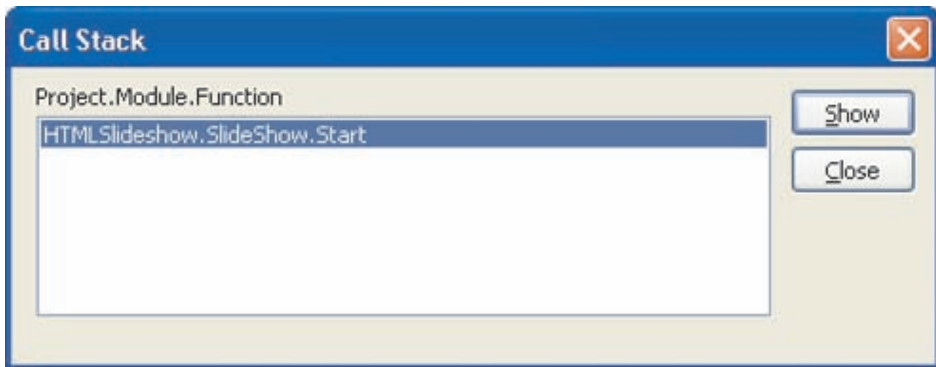 Call Stack
Project.Module.Function
Show
HTMLSlideshow.SlideShow.Start
Close